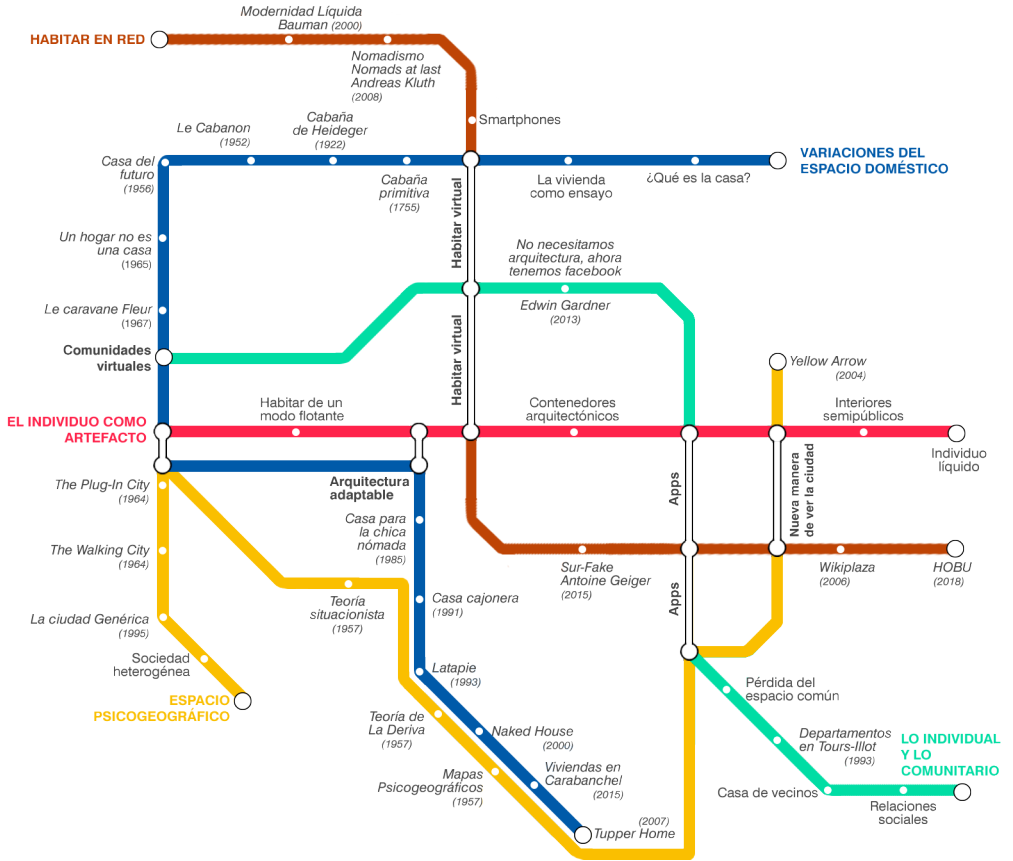 Modernidad Líquida
Bauman (2000)
HABITAR EN RED
Nomadismo
Nomads at last
Andreas Kluth
(2008)
Smartphones
Le Cabanon
(1952)
Cabaña
de Heideger
(1922)
Casa del
futuro
(1956)
Cabaña
primitiva
(1755)
La vivienda
como ensayo
¿Qué es la casa?
VARIACIONES DEL
ESPACIO DOMÉSTICO
Habitar virtual
Un hogar no es
una casa
(1965)
No necesitamos
arquitectura, ahora
tenemos facebook
Edwin Gardner
(2013)
Le caravane Fleur
(1967)
Comunidades
virtuales
Habitar virtual
Yellow Arrow
(2004)
EL INDIVIDUO COMO
ARTEFACTO
Habitar de un
modo flotante
Contenedores
arquitectónicos
Interiores
semipúblicos
Individuo
líquido
The Plug-In City
(1964)
Arquitectura
adaptable
Apps
Nueva manera
de ver la ciudad
Casa para
la chica
nómada
(1985)
The Walking City
(1964)
Sur-Fake
Antoine Geiger
(2015)
Wikiplaza
(2006)
HOBU
(2018)
Apps
La ciudad Genérica
(1995)
Teoría
situacionista
(1957)
Casa cajonera
(1991)
Sociedad
heterogénea
Latapie
(1993)
Pérdida del
espacio común
ESPACIO
PSICOGEOGRÁFICO
Teoría de
La Deriva
(1957)
Naked House
(2000)
Departamentos
en Tours-Illot
(1993)
LO INDIVIDUAL
Y LO
COMUNITARIO
Mapas
Psicogeográficos
(1957)
Viviendas en
Carabanchel
(2015)
Casa de vecinos
Relaciones
sociales
(2007)
Tupper Home